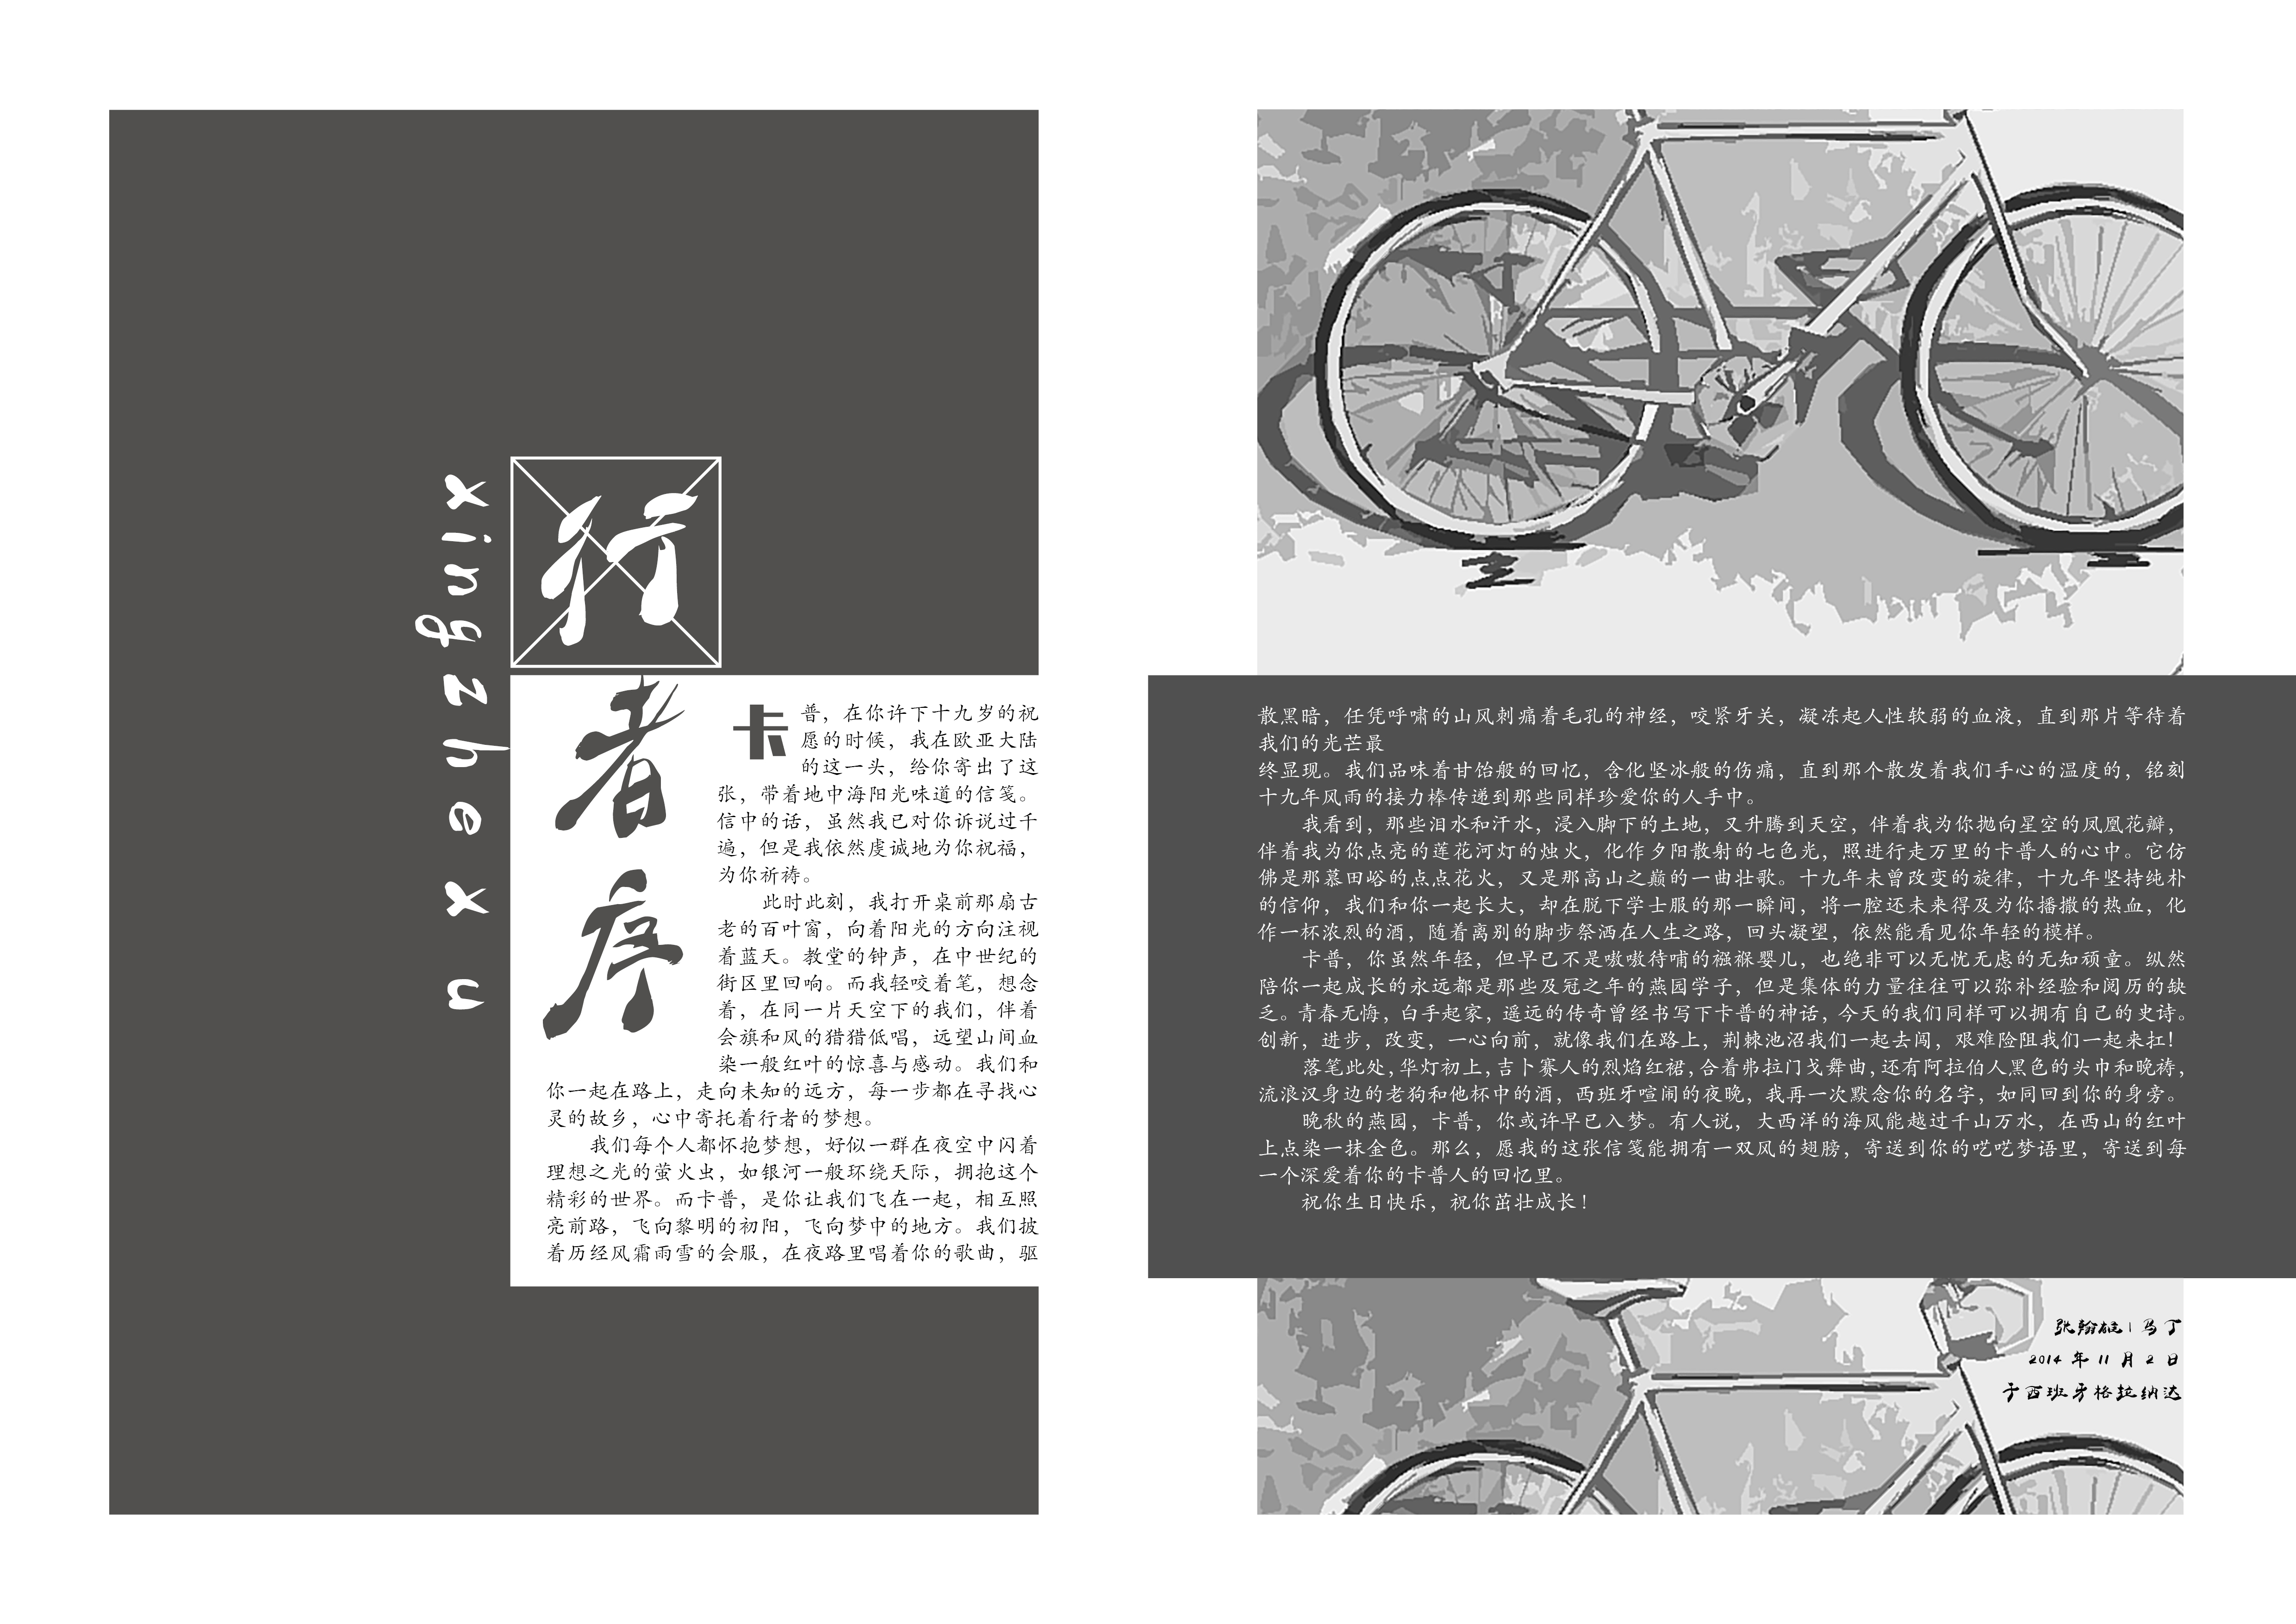 xingzhexu
行
者
序
卡
普，在你许下十九岁的祝
愿的时候，我在欧亚大陆
的这一头，给你寄出了这
张，带着地中海阳光味道的信笺。
信中的话，虽然我已对你诉说过千
遍，但是我依然虔诚地为你祝福，
为你祈祷。
此时此刻，我打开桌前那扇古
老的百叶窗，向着阳光的方向注视
着蓝天。教堂的钟声，在中世纪的
街区里回响。而我轻咬着笔，想念
着，在同一片天空下的我们，伴着
会旗和风的猎猎低唱，远望山间血
染一般红叶的惊喜与感动。我们和
你一起在路上，走向未知的远方，每一步都在寻找心
灵的故乡，心中寄托着行者的梦想。
我们每个人都怀抱梦想，好似一群在夜空中闪着
理想之光的萤火虫，如银河一般环绕天际，拥抱这个
精彩的世界。而卡普，是你让我们飞在一起，相互照
亮前路，飞向黎明的初阳，飞向梦中的地方。我们披
着历经风霜雨雪的会服，在夜路里唱着你的歌曲，驱
散黑暗，任凭呼啸的山风刺痛着毛孔的神经，咬紧牙关，凝冻起人性软弱的血液，直到那片等待着
我们的光芒最
终显现。我们品味着甘饴般的回忆，含化坚冰般的伤痛，直到那个散发着我们手心的温度的，铭刻
十九年风雨的接力棒传递到那些同样珍爱你的人手中。
我看到，那些泪水和汗水，浸入脚下的土地，又升腾到天空，伴着我为你抛向星空的凤凰花瓣，
伴着我为你点亮的莲花河灯的烛火，化作夕阳散射的七色光，照进行走万里的卡普人的心中。它仿
佛是那慕田峪的点点花火，又是那高山之巅的一曲壮歌。十九年未曾改变的旋律，十九年坚持纯朴
的信仰，我们和你一起长大，却在脱下学士服的那一瞬间，将一腔还未来得及为你播撒的热血，化
作一杯浓烈的酒，随着离别的脚步祭洒在人生之路，回头凝望，依然能看见你年轻的模样。
卡普，你虽然年轻，但早已不是嗷嗷待哺的襁褓婴儿，也绝非可以无忧无虑的无知顽童。纵然
陪你一起成长的永远都是那些及冠之年的燕园学子，但是集体的力量往往可以弥补经验和阅历的缺
乏。青春无悔，白手起家，遥远的传奇曾经书写下卡普的神话，今天的我们同样可以拥有自己的史诗。
创新，进步，改变，一心向前，就像我们在路上，荆棘池沼我们一起去闯，艰难险阻我们一起来扛！
落笔此处，华灯初上，吉卜赛人的烈焰红裙，合着弗拉门戈舞曲，还有阿拉伯人黑色的头巾和晚祷，
流浪汉身边的老狗和他杯中的酒，西班牙喧闹的夜晚，我再一次默念你的名字，如同回到你的身旁。
晚秋的燕园，卡普，你或许早已入梦。有人说，大西洋的海风能越过千山万水，在西山的红叶
上点染一抹金色。那么，愿我的这张信笺能拥有一双风的翅膀，寄送到你的呓呓梦语里，寄送到每
一个深爱着你的卡普人的回忆里。
祝你生日快乐，祝你茁壮成长！
张翰 | 马丁
2014 年 11 月 2 日
于西班牙格拉纳达